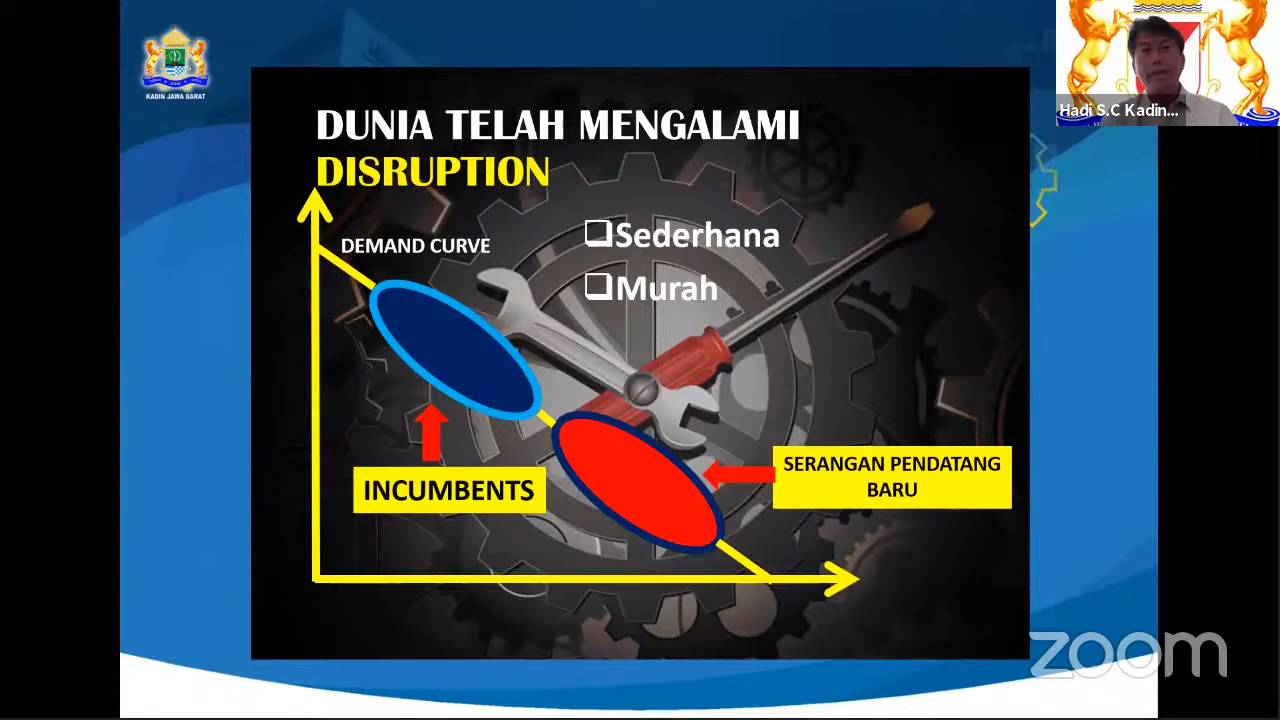 KADIN JAWA BARAT
Hadi S.C Kadin...
DUNIA TELAH MENGALAMI
DISRUPTION
DEMAND CURVE
Sederhana
Murah
INCUMBENTS
SERANGAN PENDATANG
BARU
zoom